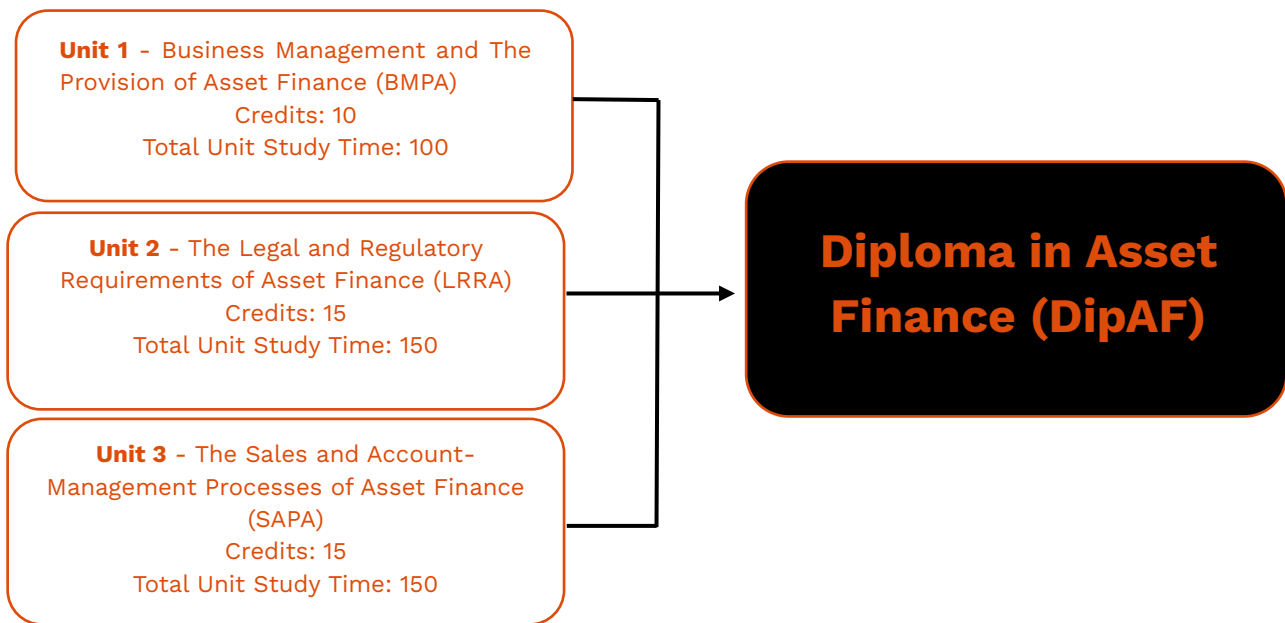 Unit 1 - Business Management and The
Provision of Asset Finance (BMPA)
Credits: 10
Total Unit Study Time: 100
Unit 2 - The Legal and Regulatory
Requirements of Asset Finance (LRRA)
Credits: 15
Total Unit Study Time: 150
Unit 3 - The Sales and Account-
Management Processes of Asset Finance
(SAPA)
Credits: 15
Total Unit Study Time: 150
Diploma in Asset
Finance (DipAF)